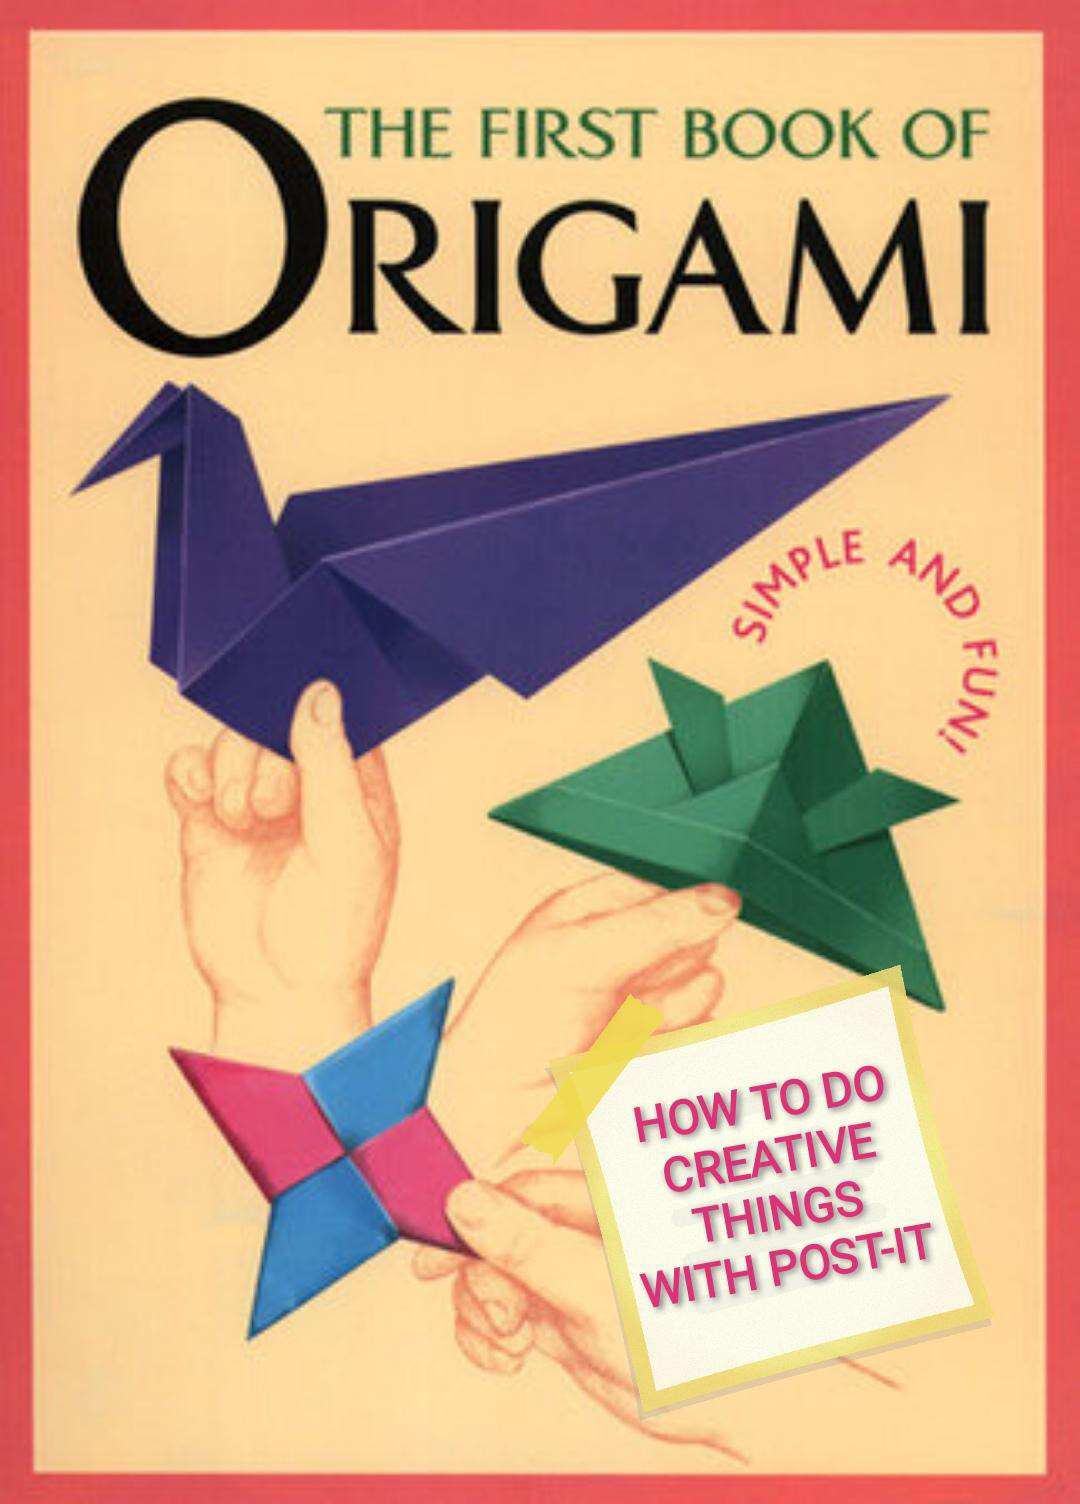 THE FIRST BOOK OF
ORIGAMI
SIMPLE AND FUN!
HOW TO DO
CREATIVE
THINGS
WITH POST-IT